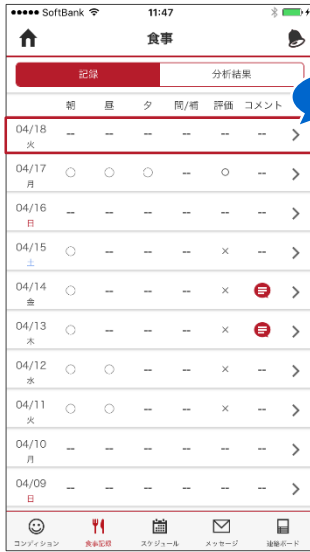 SoftBank 11:47
食事
記録 分析結果
朝 昼 夕 間/補 評価 コメント
04/18 -- -- -- -- -- --
火
04/17 ○ ○ ○ -- ○ --
月
04/16 -- -- -- -- -- --
日
04/15 ○ -- -- -- × --
土
04/14 ○ -- -- -- ×
金
04/13 ○ -- -- -- ×
木
04/12 ○ ○ -- -- × --
水
04/11 ○ ○ -- -- × --
火
04/10 -- -- -- -- -- --
月
04/09 -- -- -- -- -- --
日
コンディション 食事記録 スケジュール メッセージ 連絡ボード